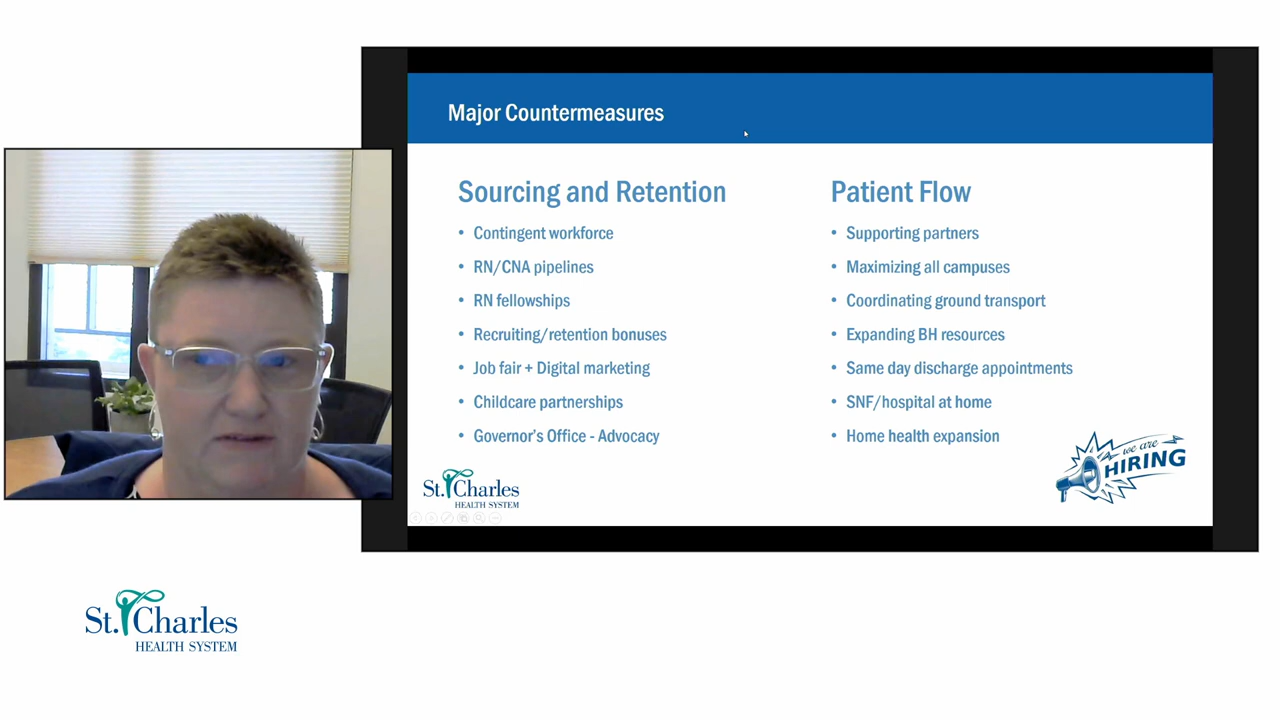 Major Countermeasures
Sourcing and Retention
• Contingent workforce
• RN/CNA pipelines
• RN fellowships
• Recruiting/retention bonuses
• Job fair + Digital marketing
• Childcare partnerships
• Governor's Office - Advocacy
Patient Flow
• Supporting partners
• Maximizing all campuses
• Coordinating ground transport
• Expanding BH resources
• Same day discharge appointments
• SNF/hospital at home
• Home health expansion
we are
HIRING
St. Charles
HEALTH SYSTEM
St. Charles
HEALTH SYSTEM